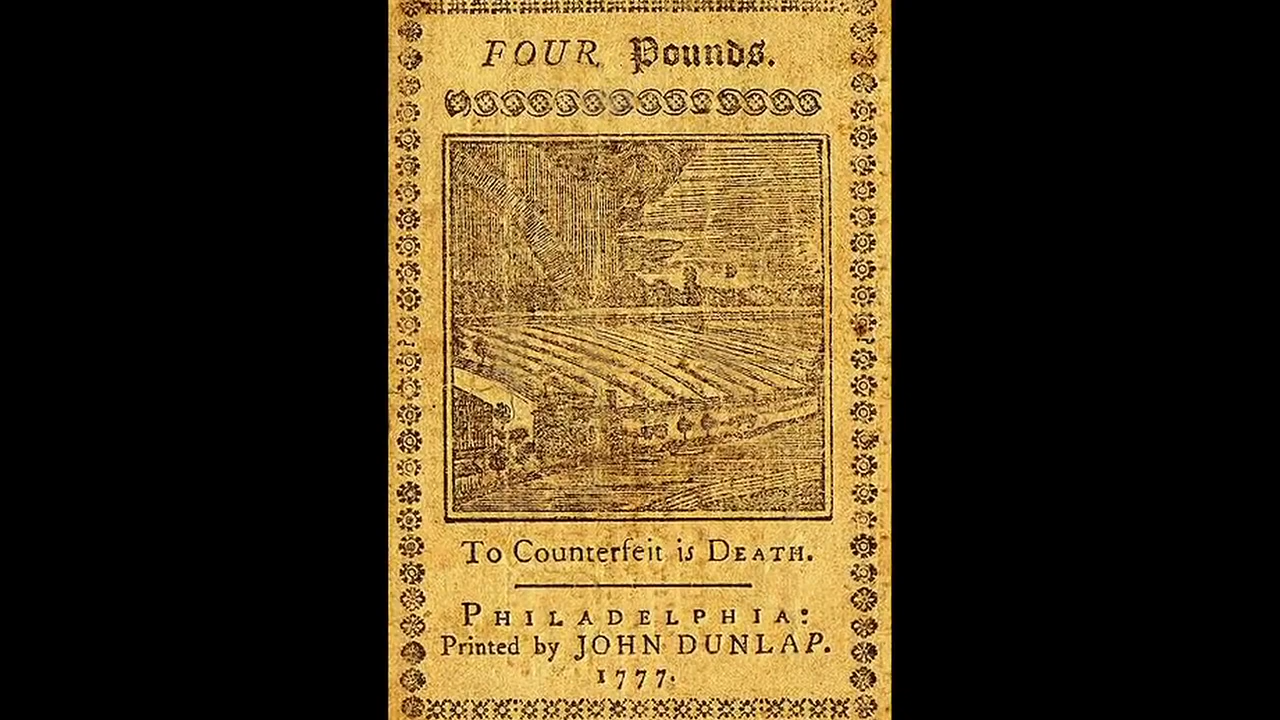 FOUR Pounds.
To Counterfeit is DEATH.
PHILADELPHIA:
Printed by JOHN DUNLAP.
1777.